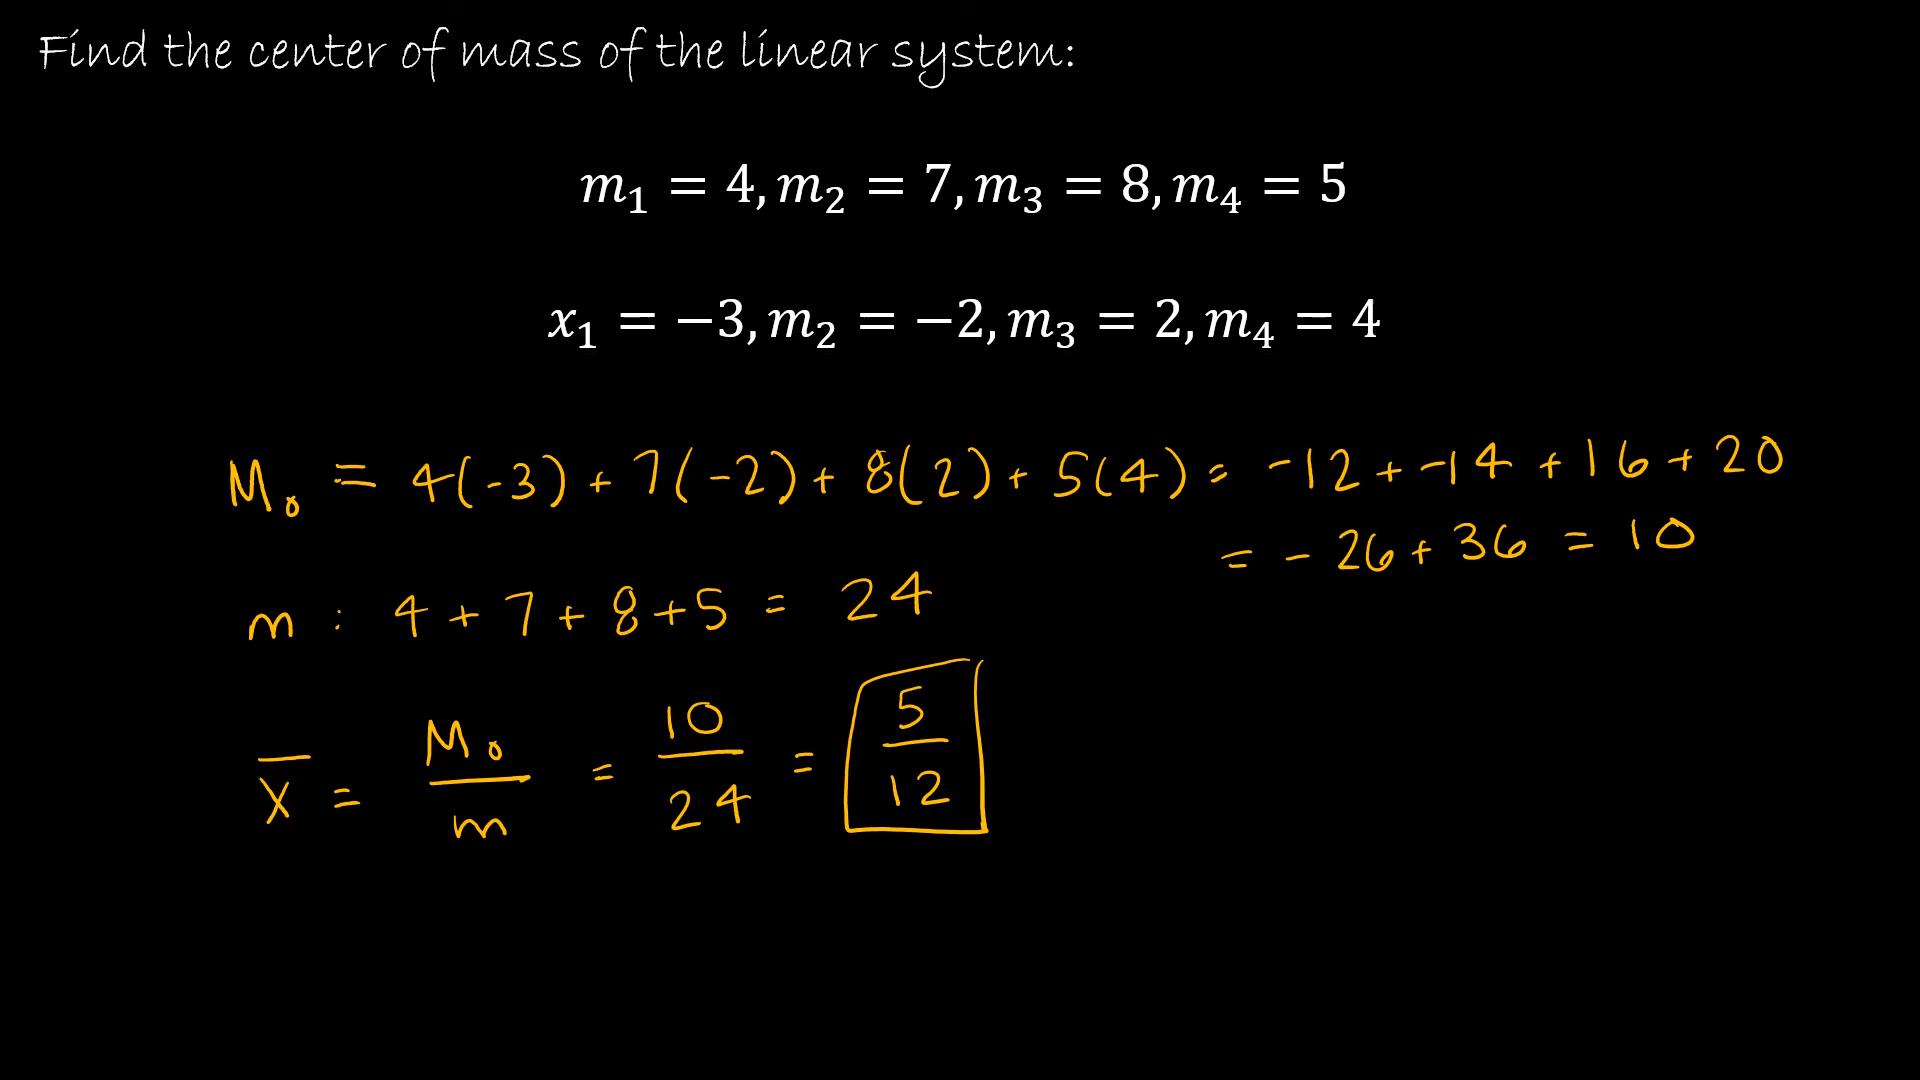 Find the center of mass of the linear system:
m₁ = 4, m₂ = 7, m₃ = 8, m₄ = 5
x₁ = −3, m₂ = −2, m₃ = 2, m₄ = 4
M₀ = 4(-3) + 7(-2) + 8(2) + 5(4) = -12 + -14 + 16 + 20
= -26 + 36 = 10
m : 4 + 7 + 8 + 5 = 24
x̄ = M₀/m = 10/24 = 5/12